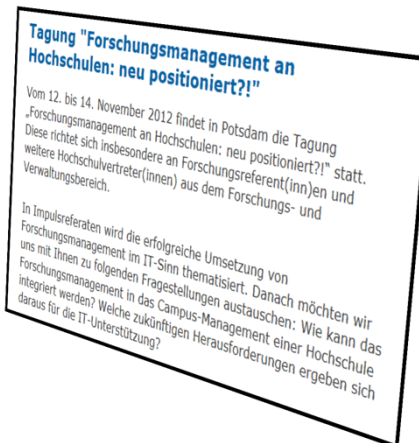 Tagung "Forschungsmanagement an
Hochschulen: neu positioniert?!"
Vom 12. bis 14. November 2012 findet in Potsdam die Tagung
„Forschungsmanagement an Hochschulen: neu positioniert?!“ statt.
Diese richtet sich insbesondere an Forschungsreferent(inn)en und
weitere Hochschulvertreter(innen) aus dem Forschungs- und
Verwaltungsbereich.
In Impulsreferaten wird die erfolgreiche Umsetzung von
Forschungsmanagement im IT-Sinn thematisiert. Danach möchten wir
uns mit Ihnen zu folgenden Fragestellungen austauschen: Wie kann das
Forschungsmanagement in das Campus-Management einer Hochschule
integriert werden? Welche zukünftigen Herausforderungen ergeben sich
daraus für die IT-Unterstützung?